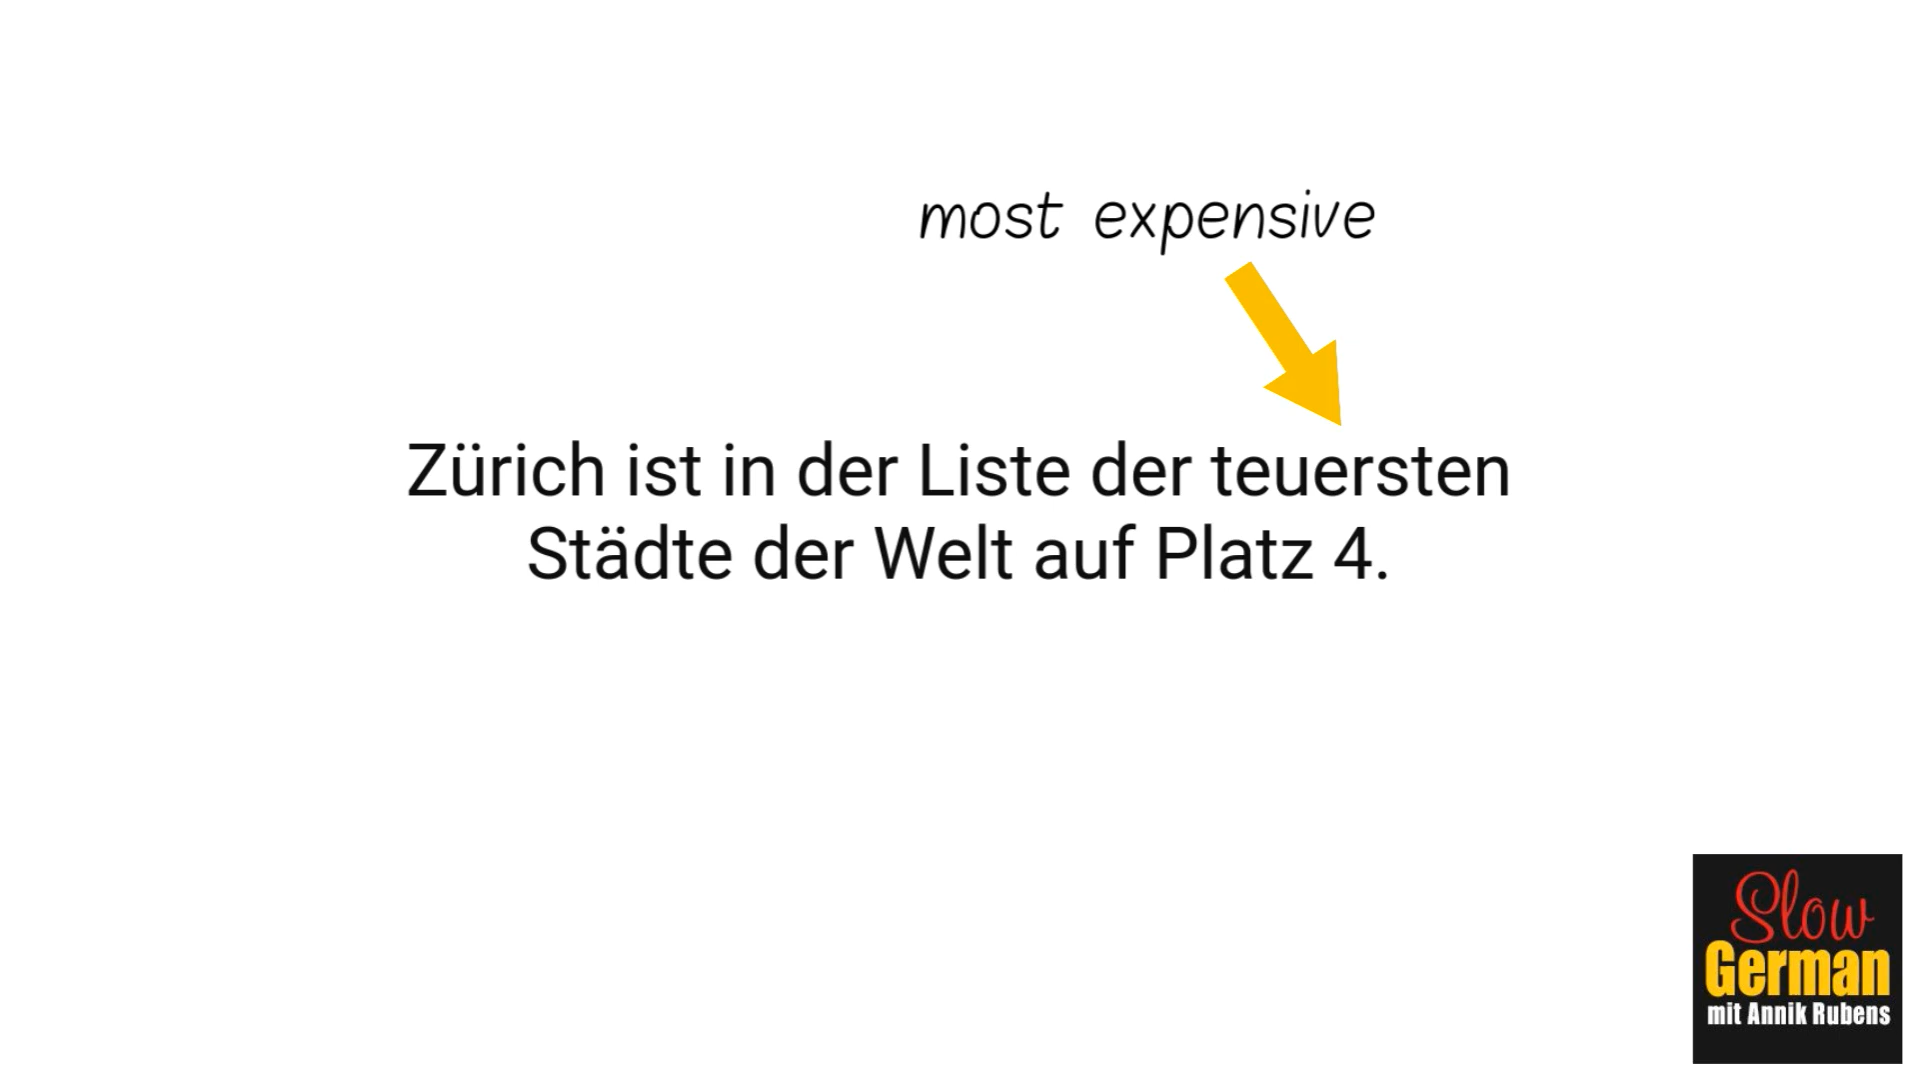 most expensive
Zürich ist in der Liste der teuersten
Städte der Welt auf Platz 4.
Slow
German
mit Annik Rubens